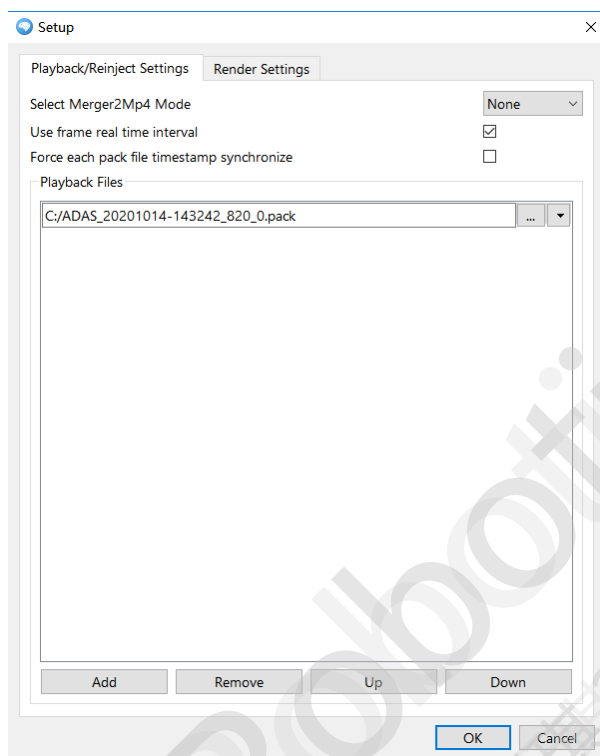 Setup
Playback/Reinject Settings Render Settings
Select Merger2Mp4 Mode None
Use frame real time interval
Force each pack file timestamp synchronize
Playback Files
C:/ADAS_20201014-143242_820_0.pack ...
Add Remove Up Down
OK Cancel